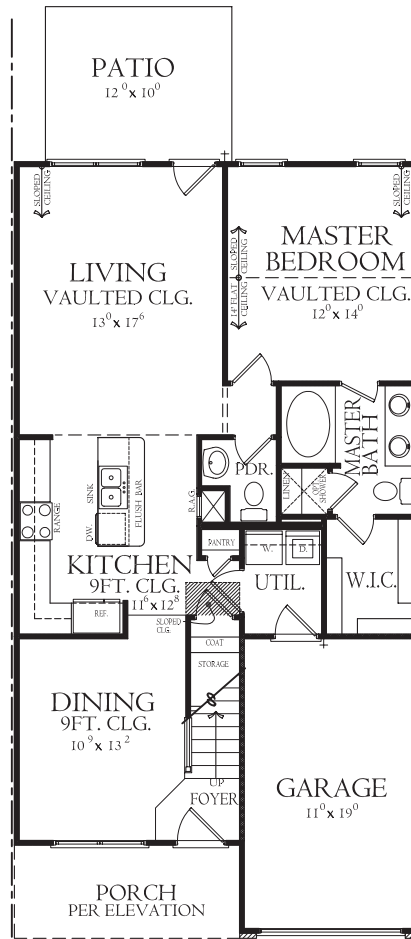 PATIO
12⁰ x 10⁰
SLOPED
CEILING
SLOPED
CEILING
SLOPED
CEILING
14' FLAT
CEILING
MASTER
BEDROOM
VAULTED CLG.
12⁰ x 14⁰
LIVING
VAULTED CLG.
13⁰ x 17⁶
MASTER
BATH
PDR.
LINEN
OPT.
SHOWER
R.A.G.
SINK
FLUSH BAR
RANGE
D.W.
PANTRY
W.
D.
KITCHEN
9FT. CLG.
11⁶ x 12⁸
UTIL.
W.I.C.
REF.
SLOPED
CLG.
COAT
STORAGE
DINING
9FT. CLG.
10⁹ x 13²
UP
FOYER
GARAGE
11⁰ x 19⁰
PORCH
PER ELEVATION